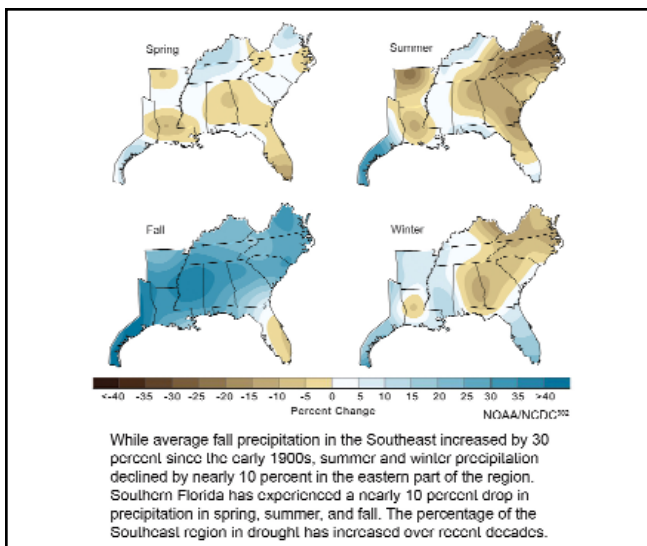 Spring
Summer
Fall
Winter
<-40 -35 -30 -25 -20 -15 -10 -5 0 5 10 15 20 25 30 35 >40
Percent Change
NOAA/NCDC
While average fall precipitation in the Southeast increased by 30
percent since the early 1900s, summer and winter precipitation
declined by nearly 10 percent in the eastern part of the region.
Southern Florida has experienced a nearly 10 percent drop in
precipitation in spring, summer, and fall. The percentage of the
Southeast region in drought has increased over recent decades.